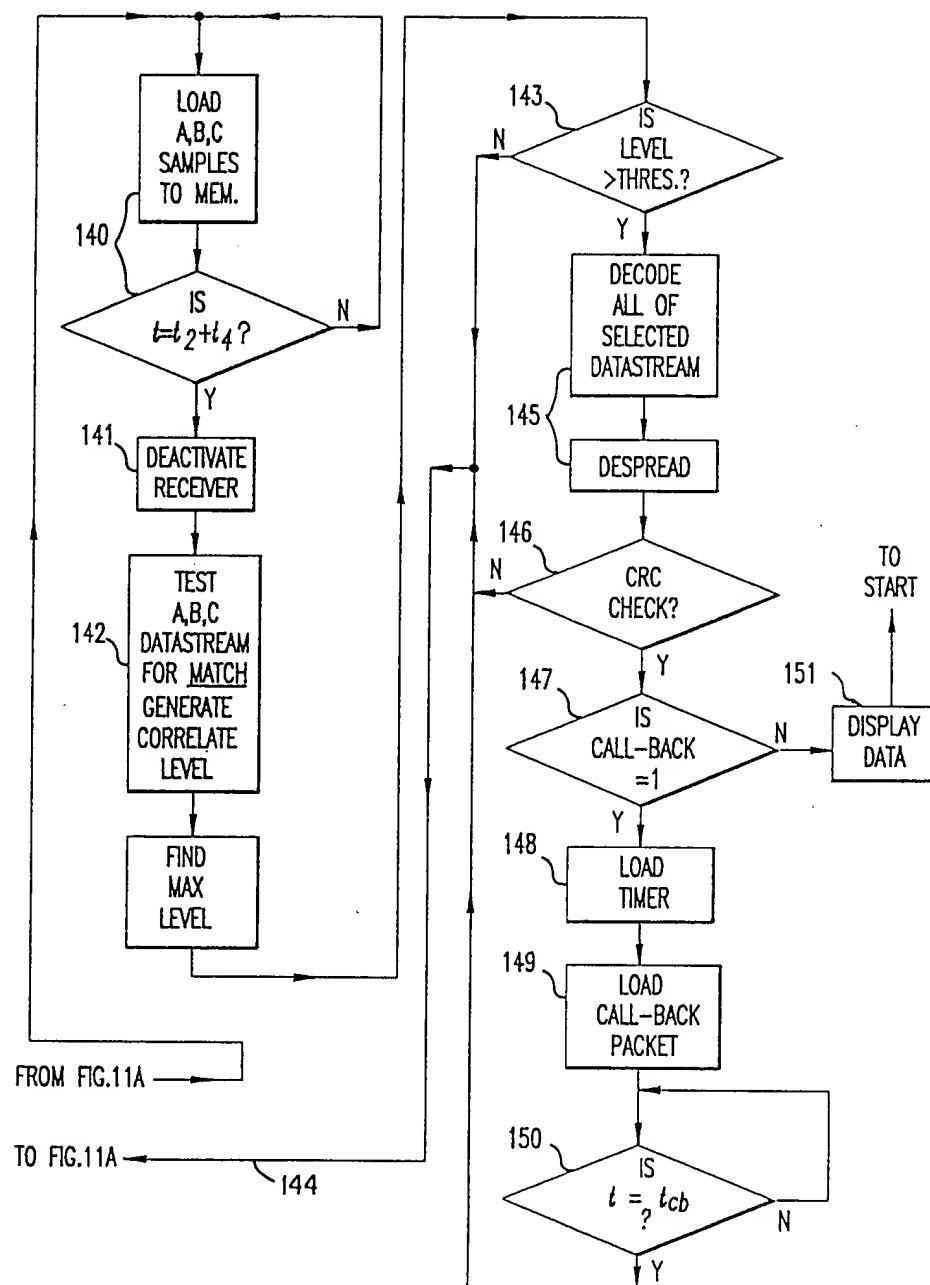 LOAD
A,B,C
SAMPLES
TO MEM.
140
IS
t=t2+t4?
N
Y
141
DEACTIVATE
RECEIVER
142
TEST
A,B,C
DATASTREAM
FOR MATCH
GENERATE
CORRELATE
LEVEL
FIND
MAX
LEVEL
FROM FIG.11A
TO FIG.11A
144
143
IS
LEVEL
>THRES.?
N
Y
DECODE
ALL OF
SELECTED
DATASTREAM
145
DESPREAD
146
CRC
CHECK?
N
Y
147
IS
CALL-BACK
=1
N
Y
TO
START
151
DISPLAY
DATA
148
LOAD
TIMER
149
LOAD
CALL-BACK
PACKET
150
IS
t = tcb
?
N
Y